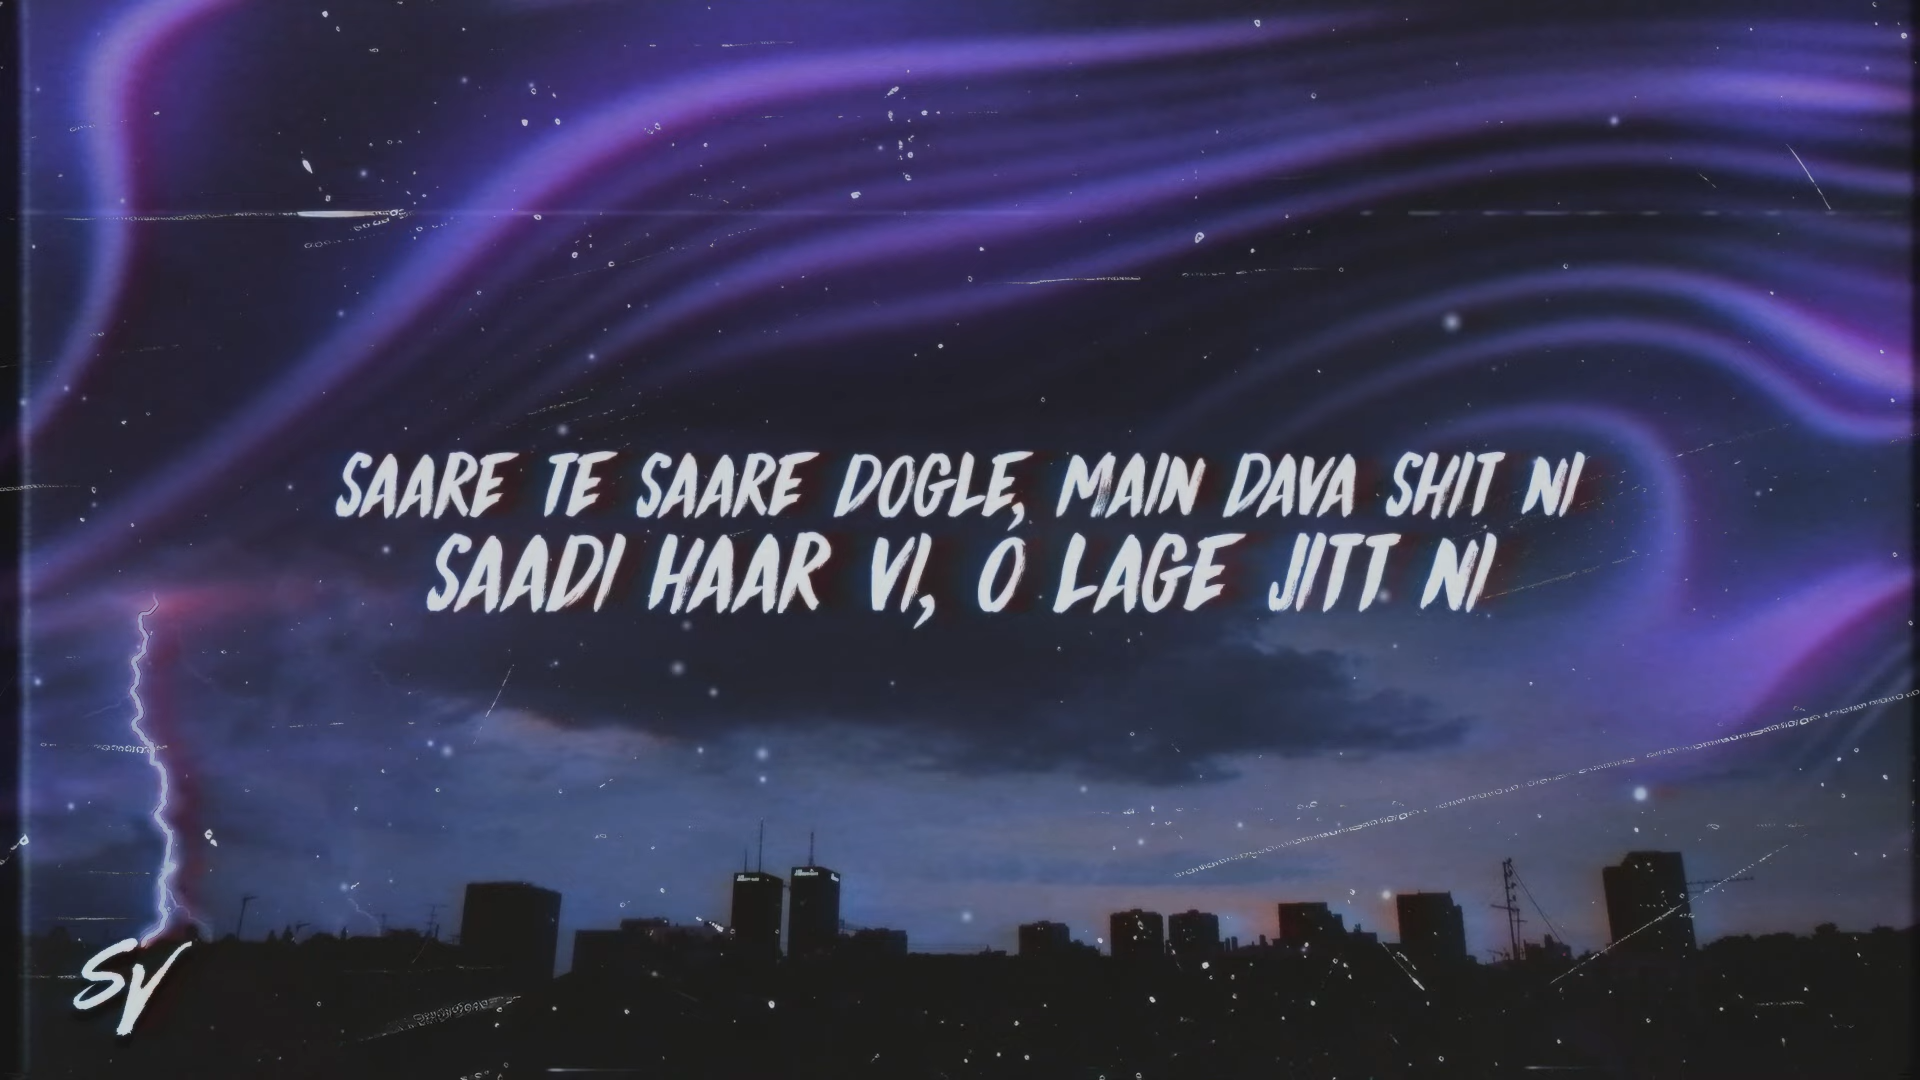 SAARE TE SAARE DOGLE, MAIN DAVA SHIT NI
SAADI HAAR VI, O LAGE JITT NI
SV